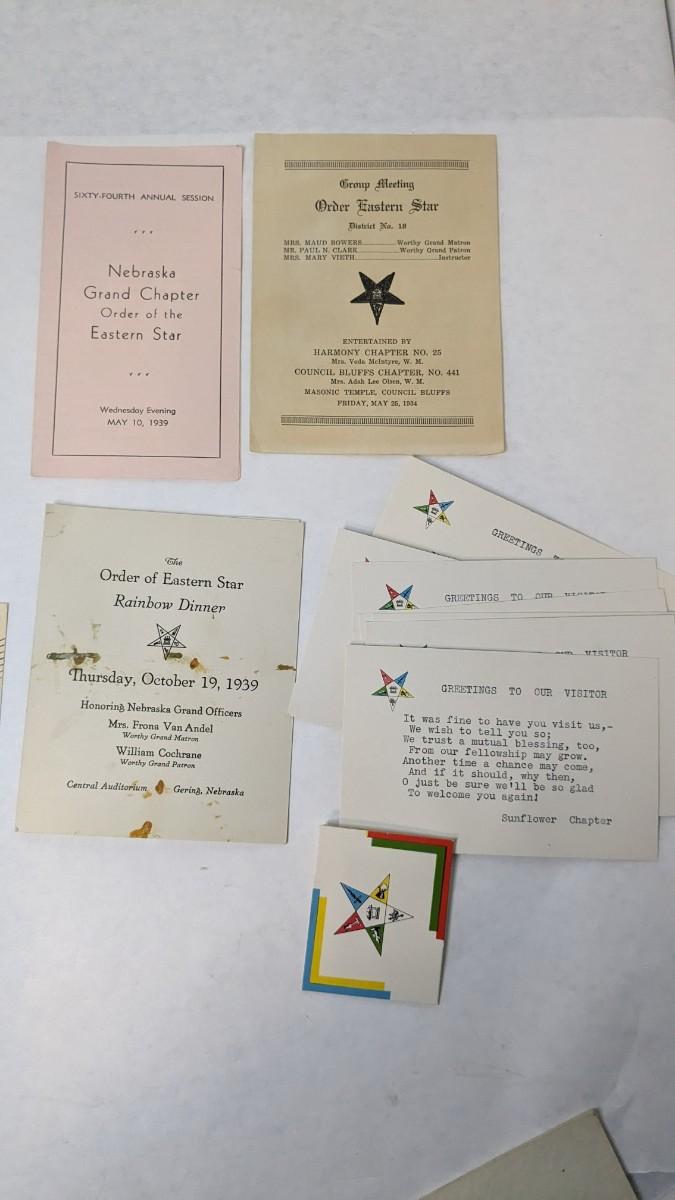 SIXTY-FOURTH ANNUAL SESSION
Nebraska
Grand Chapter
Order of the
Eastern Star
Wednesday Evening
MAY 10, 1939
Group Meeting
Order Eastern Star
District No. 18
MRS. MAUD BOWERS Worthy Grand Matron
MR. PAUL N. CLARK Worthy Grand Patron
MRS. MARY VIETH Instructor
ENTERTAINED BY
HARMONY CHAPTER NO. 25
Mrs. Veda McIntyre, W. M.
COUNCIL BLUFFS CHAPTER, NO. 441
Mrs. Adah Lee Olsen, W. M.
MASONIC TEMPLE, COUNCIL BLUFFS
FRIDAY, MAY 25, 1934
The
Order of Eastern Star
Rainbow Dinner
Thursday, October 19, 1939
Honoring Nebraska Grand Officers
Mrs. Frona Van Andel
Worthy Grand Matron
William Cochrane
Worthy Grand Patron
Central Auditorium Gering, Nebraska
GREETINGS
GREETINGS TO OUR
OUR VISITOR
GREETINGS TO OUR VISITOR
It was fine to have you visit us,-
We wish to tell you so;
We trust a mutual blessing, too,
From our fellowship may grow.
Another time a chance may come,
And if it should, why then,
O just be sure we'll be so glad
To welcome you again!
Sunflower Chapter